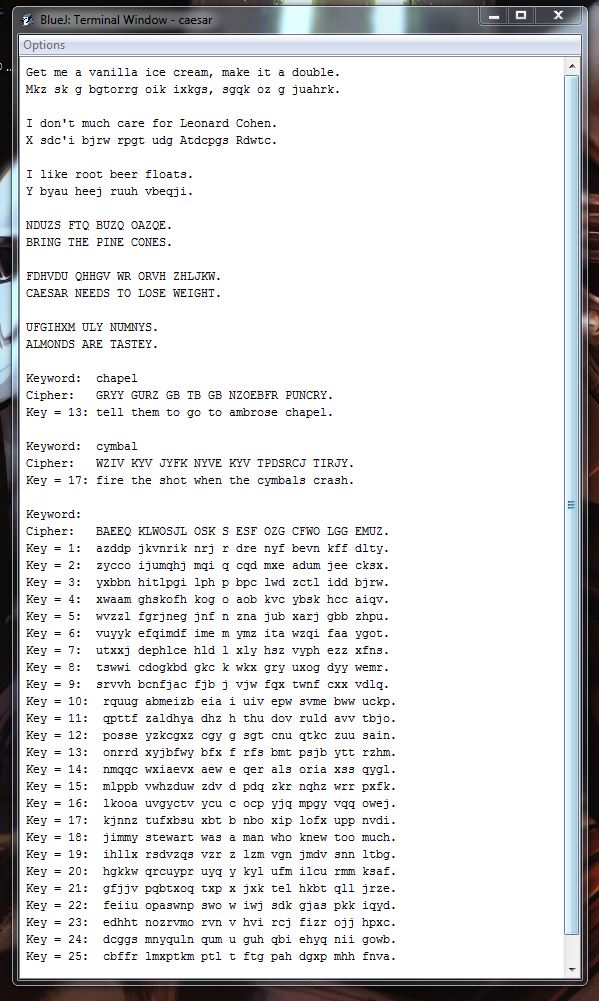 BlueJ: Terminal Window - caesar
Options
Get me a vanilla ice cream, make it a double.
Mkz sk g bgtorrg oik ixkgs, sgqk oz g juahrk.
I don't much care for Leonard Cohen.
X sdc'i bjrw rpgt udg Atdcpgs Rdwtc.
I like root beer floats.
Y byau heej ruuh vbeqji.
NDUZS FTQ BUZQ OAZQE.
BRING THE PINE CONES.
FDHVDU QHHGV WR ORVH ZHLJKW.
CAESAR NEEDS TO LOSE WEIGHT.
UFGIHXM ULY NUMNYS.
ALMONDS ARE TASTEY.
Keyword: chapel
Cipher: GRYY GURZ GB TB GB NZOEBFR PUNCRY.
Key = 13: tell them to go to ambrose chapel.
Keyword: cymbal
Cipher: WZIV KYV JYFK NYVE KYV TPDSRCJ TIRJY.
Key = 17: fire the shot when the cymbals crash.
Keyword:
Cipher: BAEEQ KLWOSJL OSK S ESF OZG CFWO LGG EMUZ.
Key = 1: azddp jkvnrik nrj r dre nyf bevn kff dlty.
Key = 2: zycco ijumqhj mqi q cqd mxe adum jee cksx.
Key = 3: yxbbn hitlpgi lph p bpc lwd zctl idd bjrw.
Key = 4: xwaam ghskofh kog o aob kvc ybsk hcc aiqv.
Key = 5: wvzzl fgrjneg jnf n zna jub xarj gbb zhpu.
Key = 6: vuyyk efqimdf ime m ymz ita wzqi faa ygot.
Key = 7: utxxj dephlce hld l xly hsz vyph ezz xfns.
Key = 8: tswwi cdogkbd gkc k wkx gry uxog dyy wemr.
Key = 9: srvvh bcnfjac fjb j vjw fqx twnf cxx vdlq.
Key = 10: rquug abmeizb eia i uiv epw svme bww uckp.
Key = 11: qpttf zaldhya dhz h thu dov ruld avv tbjo.
Key = 12: posse yzkcgxz cgy g sgt cnu qtkc zuu sain.
Key = 13: onrrd xyjbfwy bfx f rfs bmt psjb ytt rzhm.
Key = 14: nmqqc wxiaevx aew e qer als oria xss qygl.
Key = 15: mlppb vwhzduw zdv d pdq zkr nqhz wrr pxfk.
Key = 16: lkooa uvgyctv ycu c ocp yjq mpgy vqq owej.
Key = 17: kjnnz tufxbsu xbt b nbo xip lofx upp nvdi.
Key = 18: jimmy stewart was a man who knew too much.
Key = 19: ihllx rsdvzqs vzr z lzm vgn jmdv snn ltbg.
Key = 20: hgkkw qrcuypr uyq y kyl ufm ilcu rmm ksaf.
Key = 21: gfjjv pqbtxoq txp x jxk tel hkbt qll jrze.
Key = 22: feiiu opaswnp swo w iwj sdk gjas pkk iqyd.
Key = 23: edhht nozrvmo rvn v hvi rcj fizr ojj hpxc.
Key = 24: dcggs mnyquln qum u guh qbi ehyq nii gowb.
Key = 25: cbffr lmxptkm ptl t ftg pah dgxp mhh fnva.